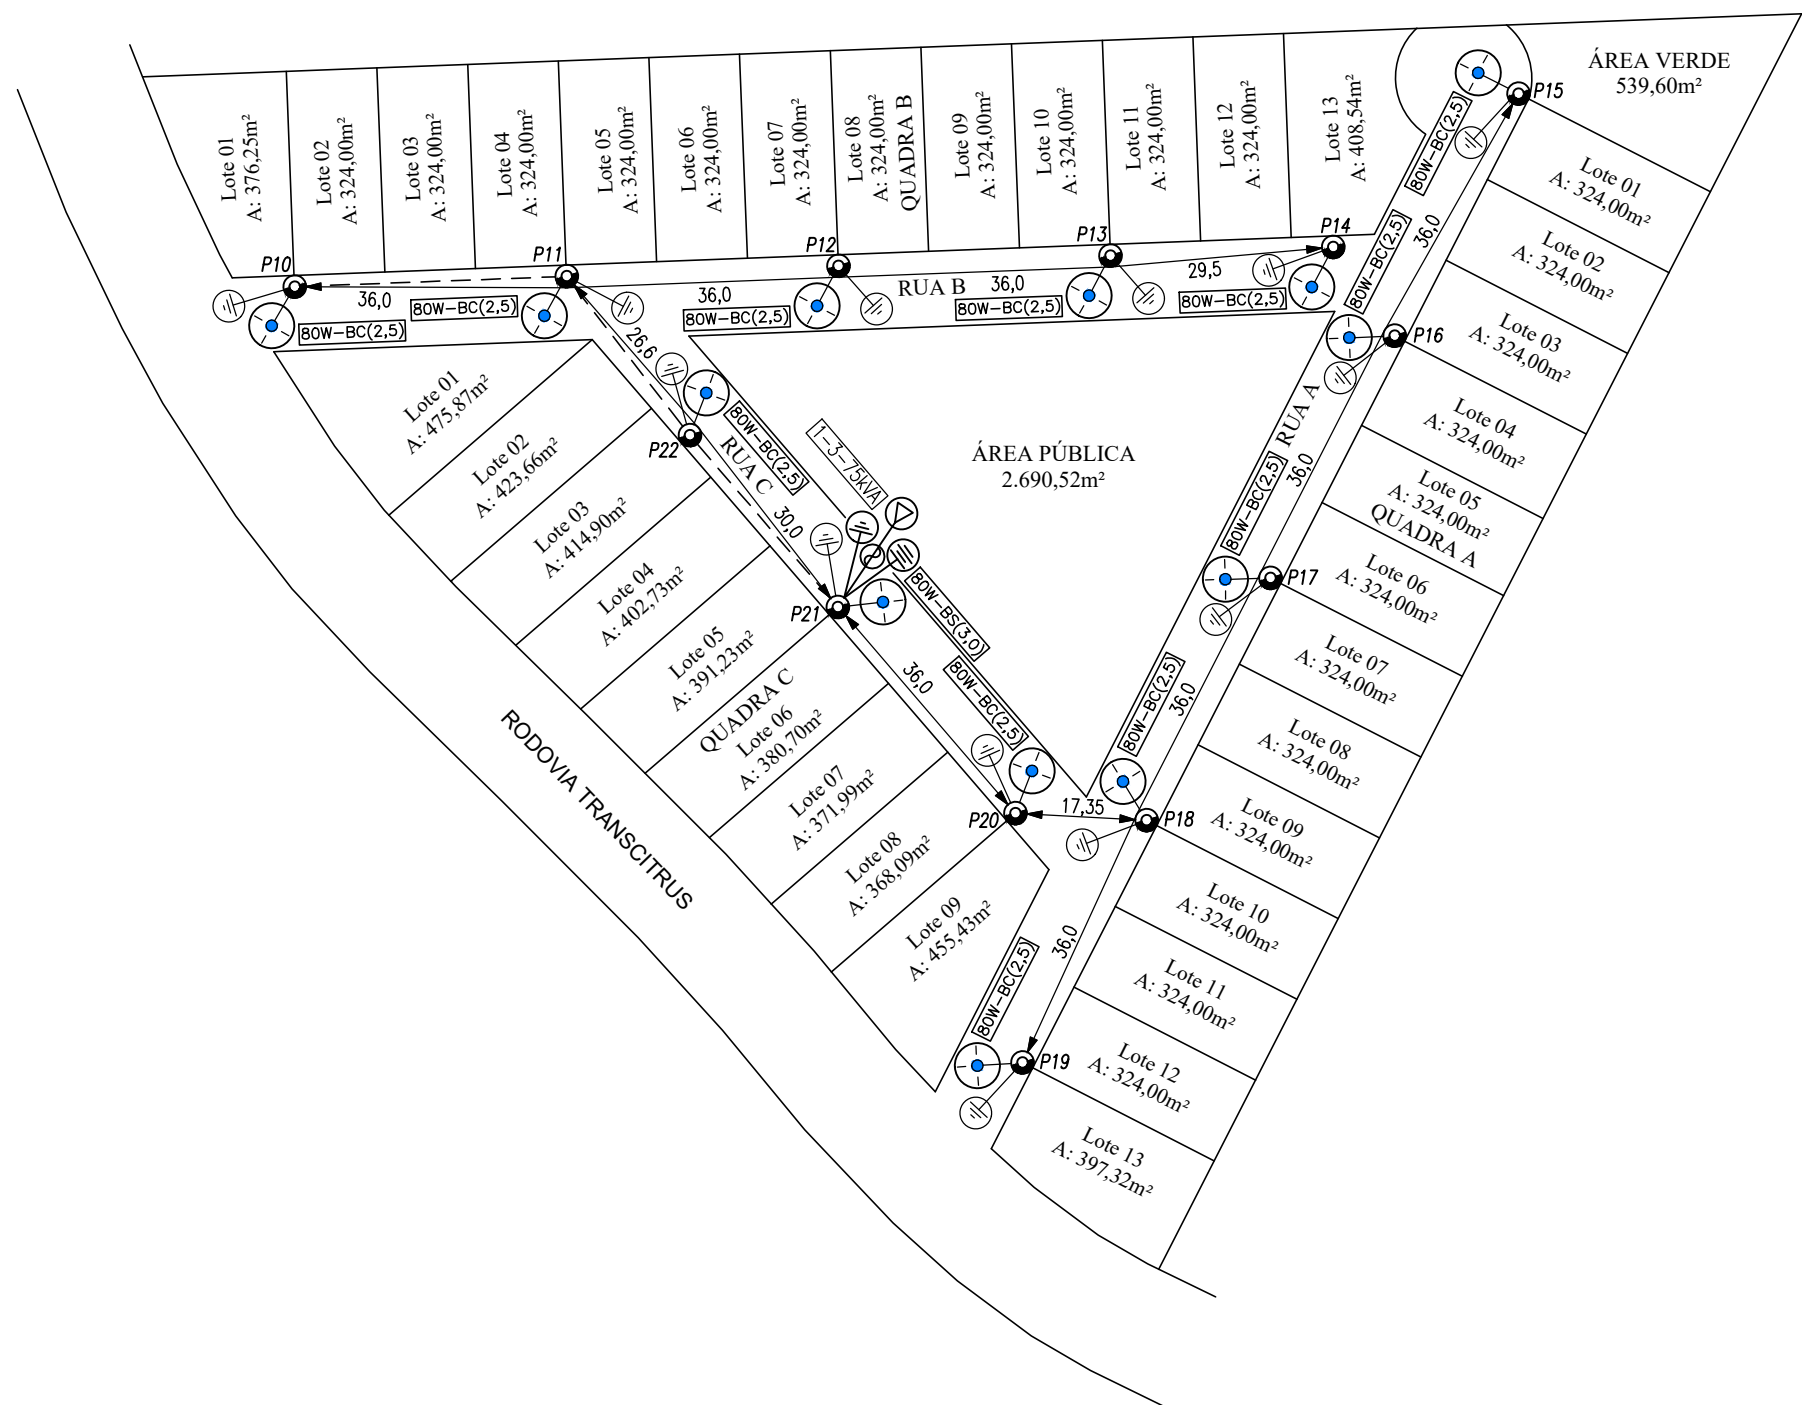 ÁREA VERDE
539,60m²
Lote 01
A: 376,25m²
Lote 02
A: 324,00m²
Lote 03
A: 324,00m²
Lote 04
A: 324,00m²
Lote 05
A: 324,00m²
Lote 06
A: 324,00m²
Lote 07
A: 324,00m²
Lote 08
A: 324,00m²
QUADRA B
Lote 09
A: 324,00m²
Lote 10
A: 324,00m²
Lote 11
A: 324,00m²
Lote 12
A: 324,00m²
Lote 13
A: 408,54m²
P10
P11
P12
P13
P14
P15
36,0
36,0
RUA B
36,0
29,5
80W-BC(2,5)
80W-BC(2,5)
80W-BC(2,5)
80W-BC(2,5)
80W-BC(2,5)
80W-BC(2,5)
36,0
80W-BC(2,5)
P16
RUA A
36,0
80W-BC(2,5)
P17
36,0
80W-BC(2,5)
P18
17,35
36,0
80W-BC(2,5)
P19
Lote 01
A: 324,00m²
Lote 02
A: 324,00m²
Lote 03
A: 324,00m²
Lote 04
A: 324,00m²
Lote 05
A: 324,00m²
QUADRA A
Lote 06
A: 324,00m²
Lote 07
A: 324,00m²
Lote 08
A: 324,00m²
Lote 09
A: 324,00m²
Lote 10
A: 324,00m²
Lote 11
A: 324,00m²
Lote 12
A: 324,00m²
Lote 13
A: 397,32m²
ÁREA PÚBLICA
2.690,52m²
26,6
P22
RUA C
80W-BC(2,5)
1-3-75kVA
30,0
P21
80W-BS(3,0)
36,0
80W-BC(2,5)
P20
Lote 01
A: 475,87m²
Lote 02
A: 423,66m²
Lote 03
A: 414,90m²
Lote 04
A: 402,73m²
Lote 05
A: 391,23m²
QUADRA C
Lote 06
A: 380,70m²
Lote 07
A: 371,99m²
Lote 08
A: 368,09m²
Lote 09
A: 455,43m²
RODOVIA TRANSCITRUS